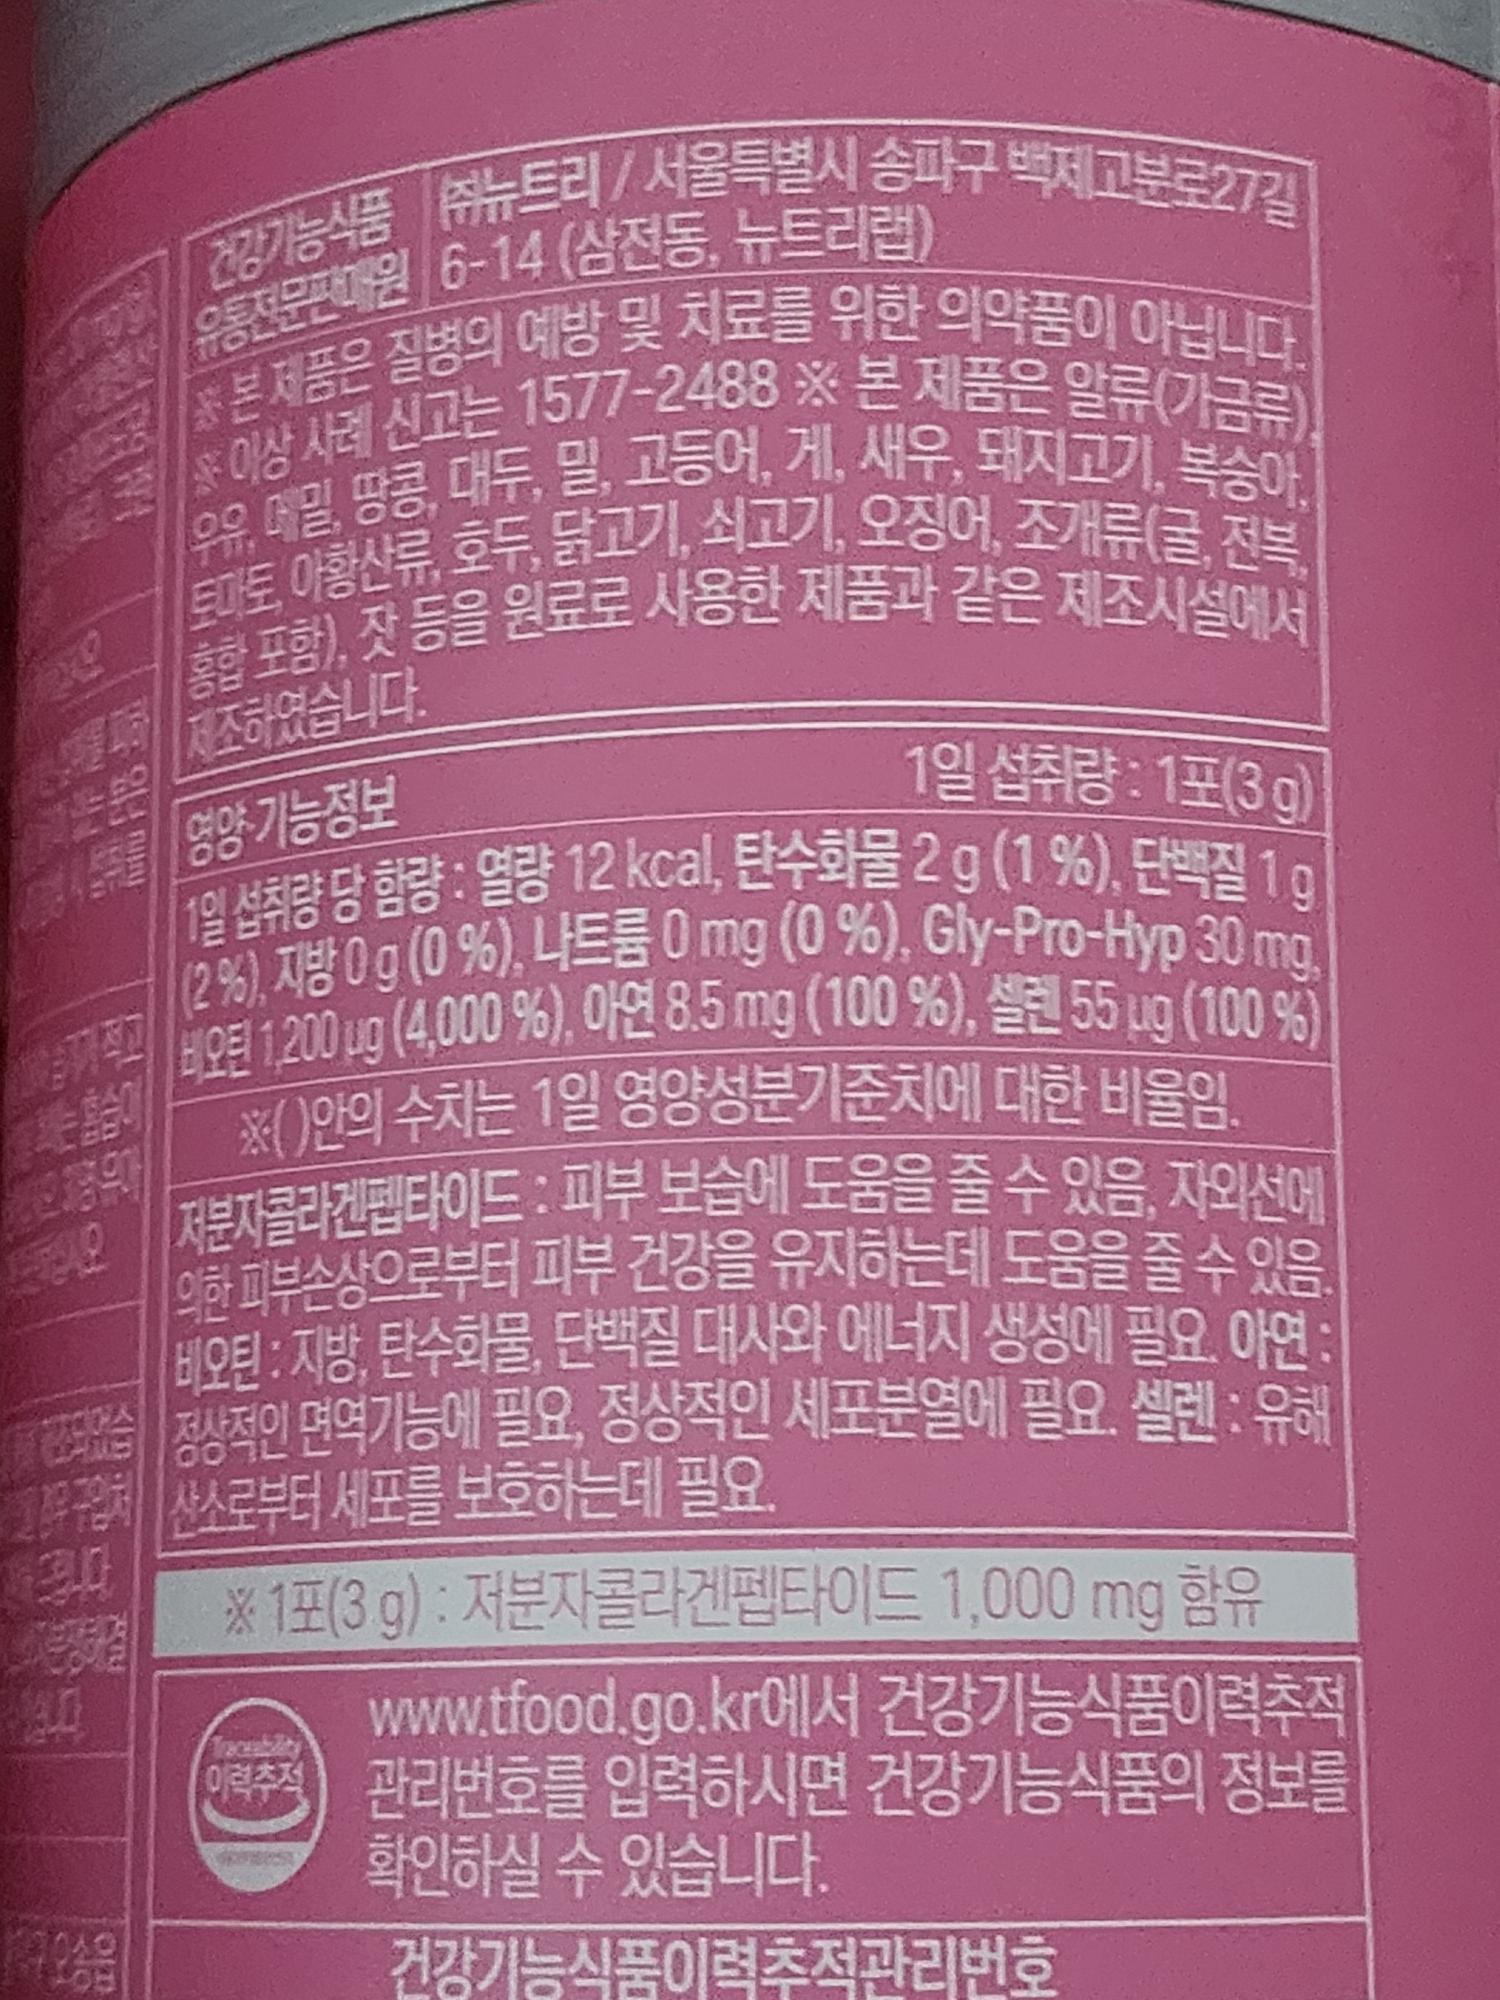 건강기능식품
유통전문판매원
㈜뉴트리 / 서울특별시 송파구 백제고분로27길
6-14 (삼전동, 뉴트리랩)
※ 본 제품은 질병의 예방 및 치료를 위한 의약품이 아닙니다.
※ 이상 사례 신고는 1577-2488 ※ 본 제품은 알류(가금류),
우유, 메밀, 땅콩, 대두, 밀, 고등어, 게, 새우, 돼지고기, 복숭아,
토마토, 아황산류, 호두, 닭고기, 쇠고기, 오징어, 조개류(굴, 전복,
홍합 포함), 잣 등을 원료로 사용한 제품과 같은 제조시설에서
제조하였습니다.
영양·기능정보 1일 섭취량 : 1포(3 g)
1일 섭취량 당 함량 : 열량 12 kcal, 탄수화물 2 g (1 %), 단백질 1 g
(2 %), 지방 0 g (0 %), 나트륨 0 mg (0 %), Gly-Pro-Hyp 30 mg,
비오틴 1,200 µg (4,000 %), 아연 8.5 mg (100 %), 셀렌 55 µg (100 %)
※( )안의 수치는 1일 영양성분기준치에 대한 비율임.
저분자콜라겐펩타이드 : 피부 보습에 도움을 줄 수 있음, 자외선에
의한 피부손상으로부터 피부 건강을 유지하는데 도움을 줄 수 있음.
비오틴 : 지방, 탄수화물, 단백질 대사와 에너지 생성에 필요. 아연 :
정상적인 면역기능에 필요, 정상적인 세포분열에 필요. 셀렌 : 유해
산소로부터 세포를 보호하는데 필요.
※ 1포(3 g) : 저분자콜라겐펩타이드 1,000 mg 함유
Traceability
이력추적
www.tfood.go.kr에서 건강기능식품이력추적
관리번호를 입력하시면 건강기능식품의 정보를
확인하실 수 있습니다.
건강기능식품이력추적관리번호